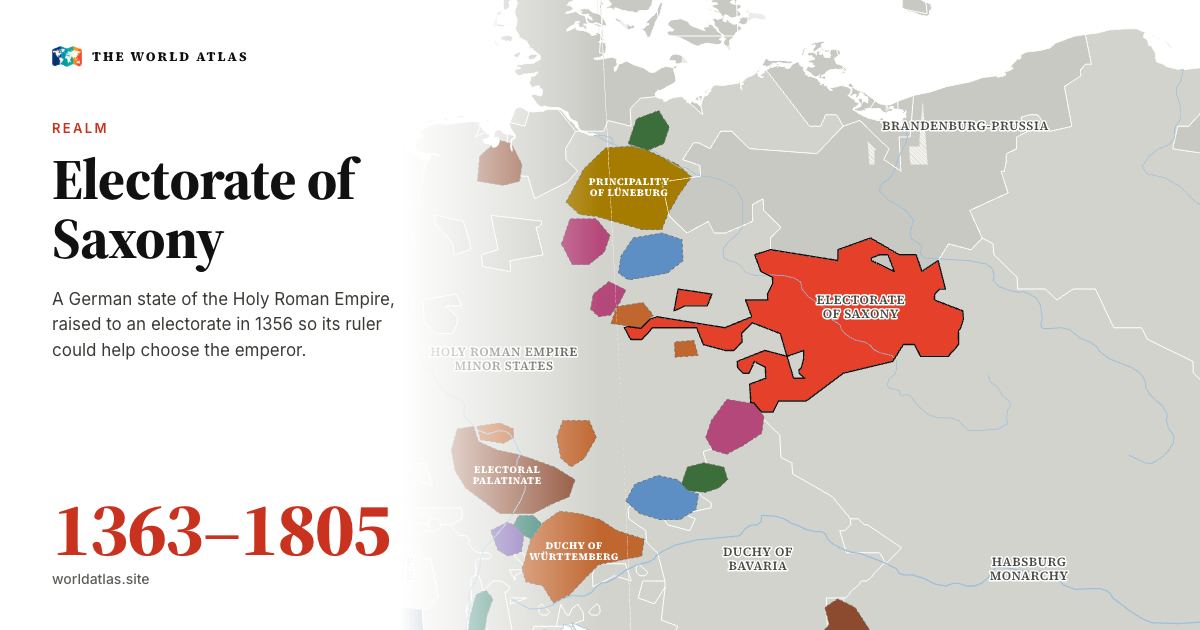 THE WORLD ATLAS
REALM
Electorate of
Saxony
A German state of the Holy Roman Empire,
raised to an electorate in 1356 so its ruler
could help choose the emperor.
1363–1805
worldatlas.site
BRANDENBURG-PRUSSIA
PRINCIPALITY
OF LÜNEBURG
ELECTORATE
OF SAXONY
HOLY ROMAN EMPIRE
MINOR STATES
ELECTORAL
PALATINATE
DUCHY OF
WÜRTTEMBERG
DUCHY OF
BAVARIA
HABSBURG
MONARCHY